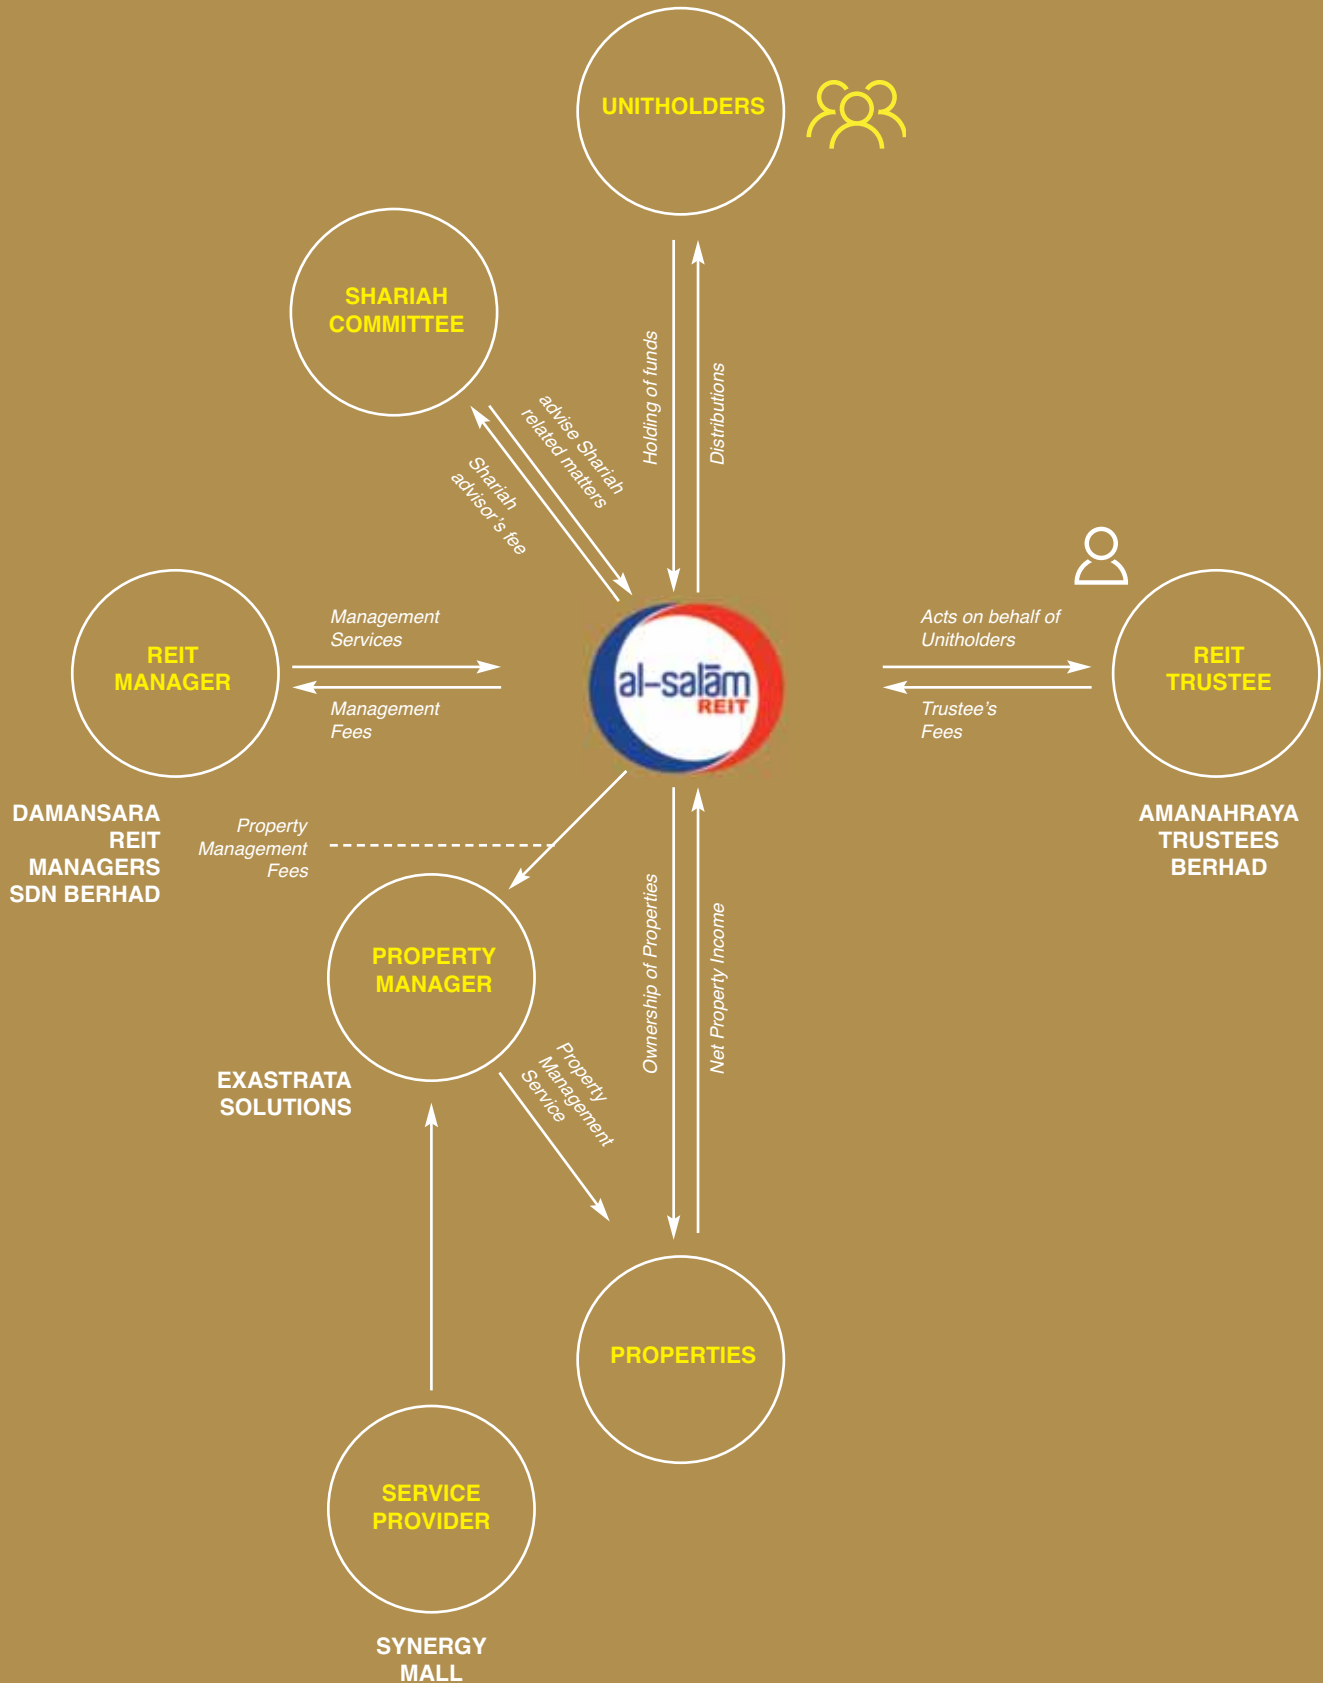 UNITHOLDERS
SHARIAH
COMMITTEE
Holding of funds
Distributions
advise Shariah
related matters
Shariah
advisor's fee
REIT
MANAGER
Management
Services
Management
Fees
al-salām
REIT
Acts on behalf of
Unitholders
Trustee's
Fees
REIT
TRUSTEE
DAMANSARA
REIT
MANAGERS
SDN BERHAD
AMANAHRAYA
TRUSTEES
BERHAD
Property
Management
Fees
PROPERTY
MANAGER
Ownership of Properties
Net Property Income
EXASTRATA
SOLUTIONS
Property
Management
Service
PROPERTIES
SERVICE
PROVIDER
SYNERGY
MALL